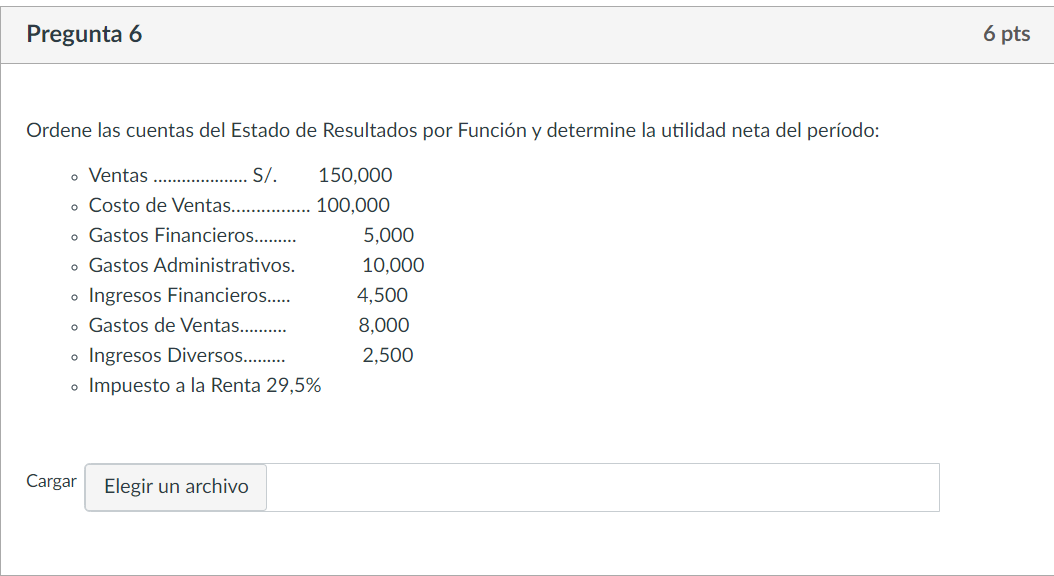 Pregunta 6 6 pts
Ordene las cuentas del Estado de Resultados por Función y determine la utilidad neta del período:
Ventas .................... S/. 150,000
Costo de Ventas................ 100,000
Gastos Financieros......... 5,000
Gastos Administrativos. 10,000
Ingresos Financieros..... 4,500
Gastos de Ventas.......... 8,000
Ingresos Diversos......... 2,500
Impuesto a la Renta 29,5%
Cargar Elegir un archivo